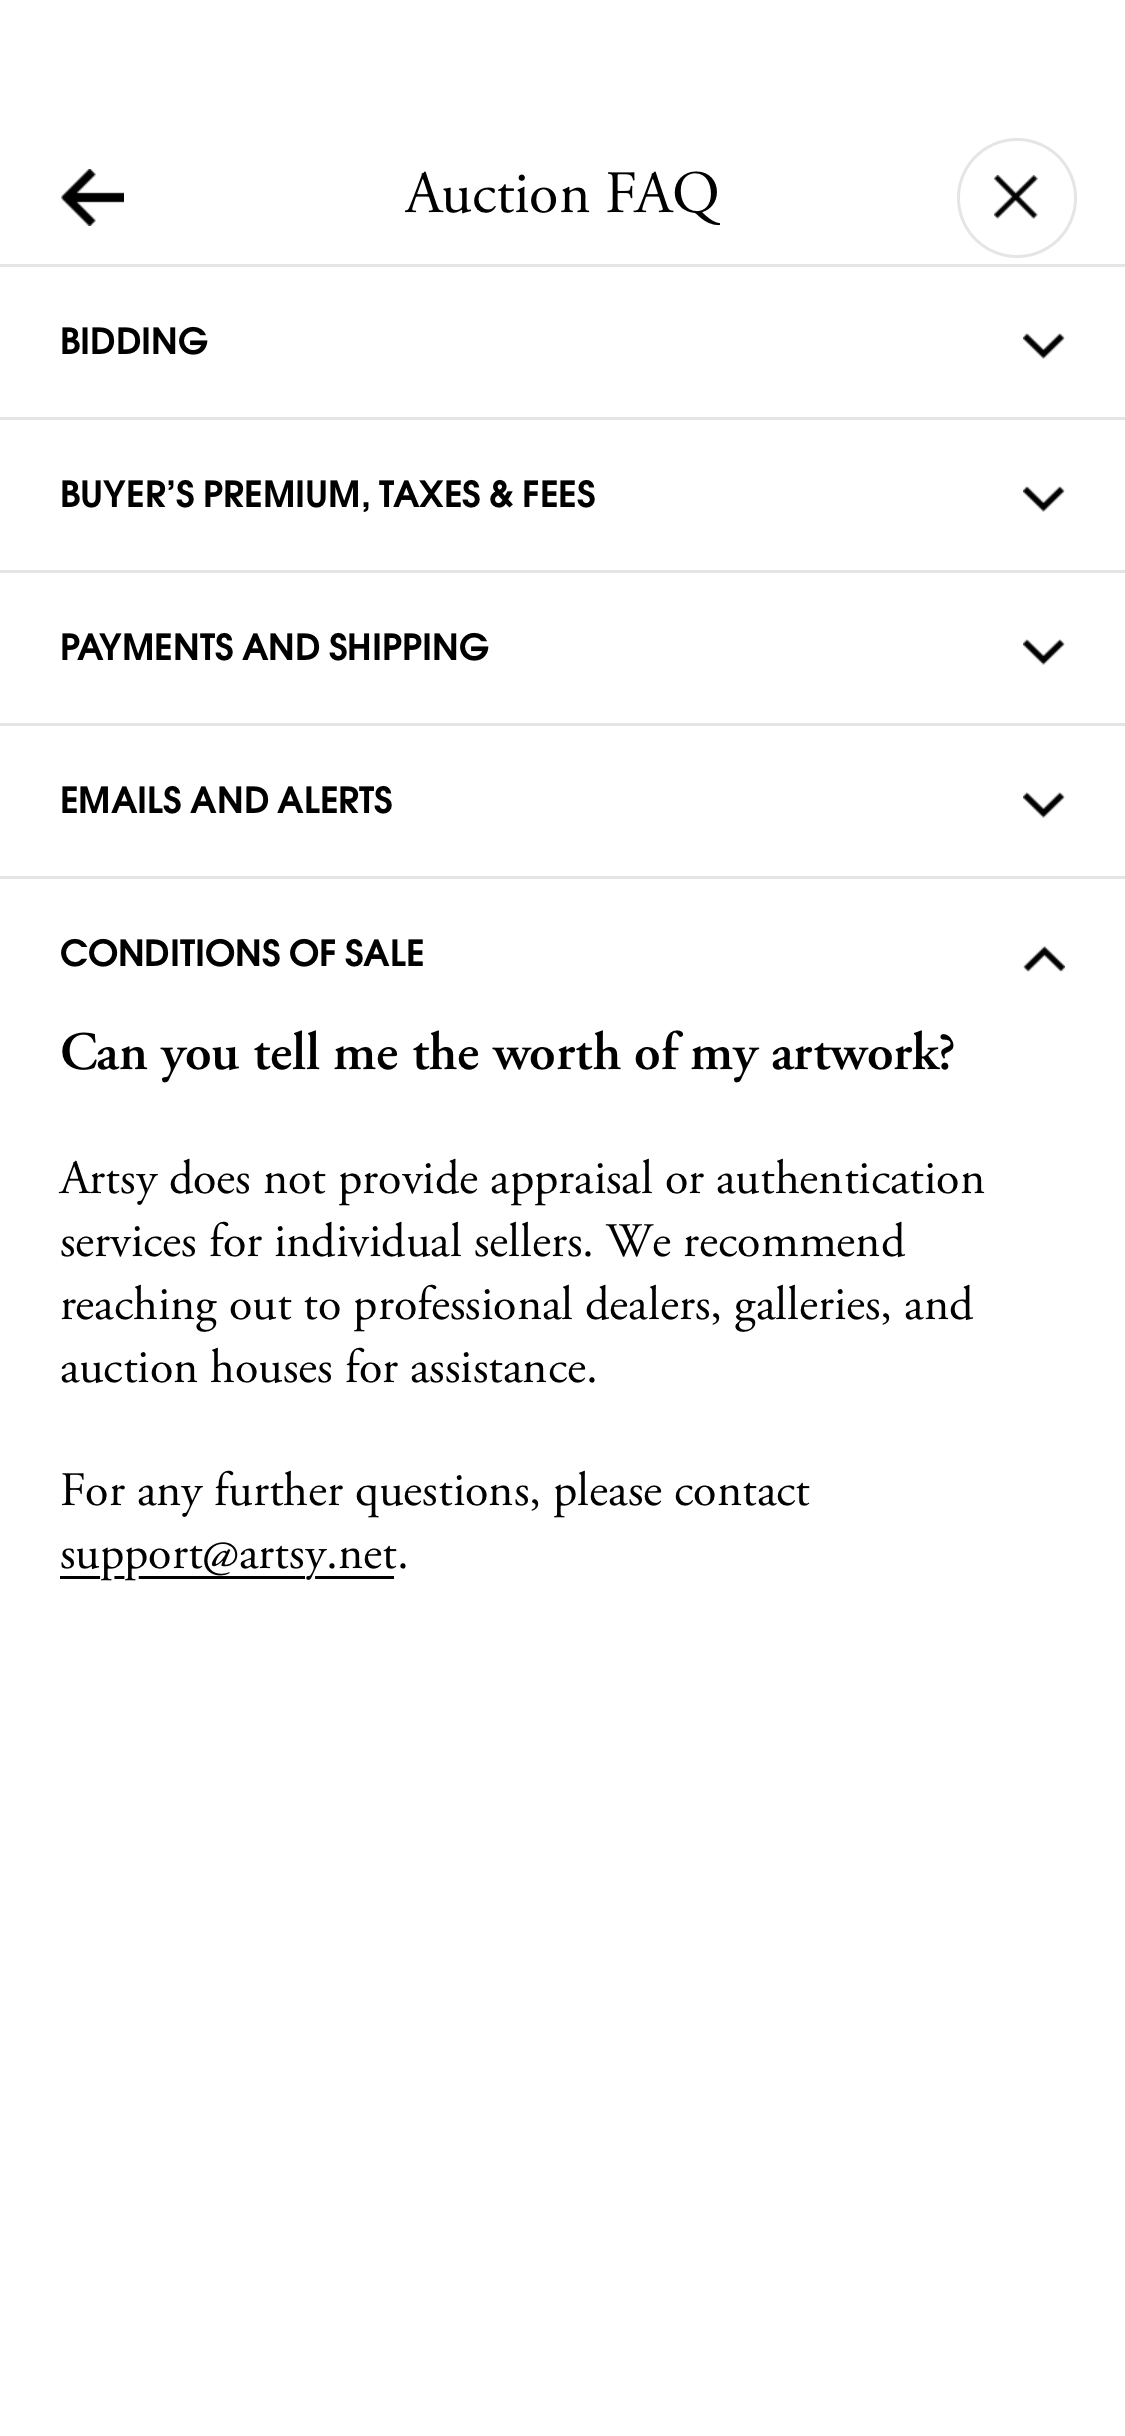 Auction FAQ
BIDDING
BUYER’S PREMIUM, TAXES & FEES
PAYMENTS AND SHIPPING
EMAILS AND ALERTS
CONDITIONS OF SALE
Can you tell me the worth of my artwork?
Artsy does not provide appraisal or authentication
services for individual sellers. We recommend
reaching out to professional dealers, galleries, and
auction houses for assistance.
For any further questions, please contact
support@artsy.net.